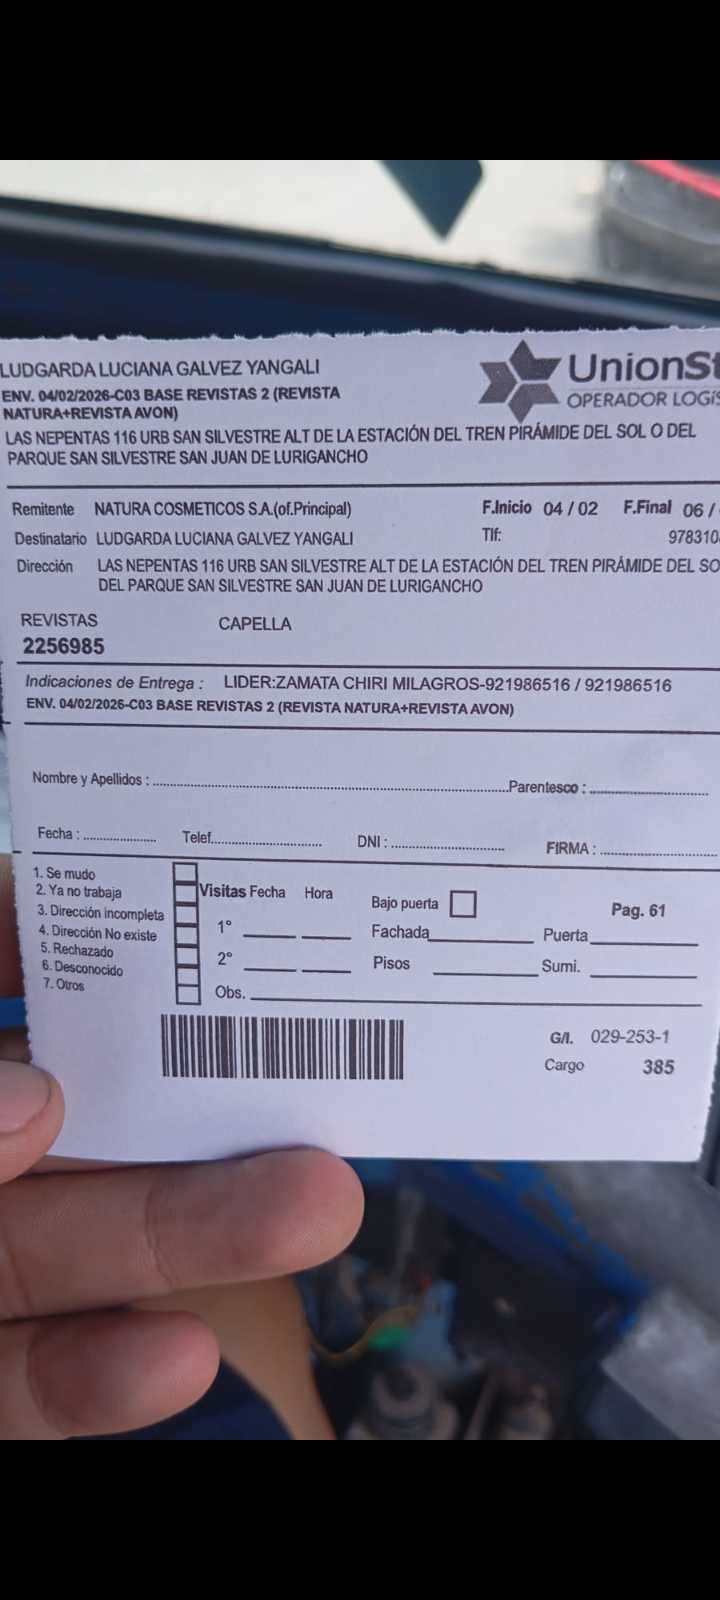 LUDGARDA LUCIANA GALVEZ YANGALI
ENV. 04/02/2026-C03 BASE REVISTAS 2 (REVISTA
NATURA+REVISTA AVON)
UnionSt
OPERADOR LOGÍS
LAS NEPENTAS 116 URB SAN SILVESTRE ALT DE LA ESTACIÓN DEL TREN PIRÁMIDE DEL SOL O DEL
PARQUE SAN SILVESTRE SAN JUAN DE LURIGANCHO
Remitente NATURA COSMETICOS S.A.(of.Principal) F.Inicio 04 / 02 F.Final 06 /
Destinatario LUDGARDA LUCIANA GALVEZ YANGALI Tlf: 978310
Dirección LAS NEPENTAS 116 URB SAN SILVESTRE ALT DE LA ESTACIÓN DEL TREN PIRÁMIDE DEL SO
DEL PARQUE SAN SILVESTRE SAN JUAN DE LURIGANCHO
REVISTAS CAPELLA
2256985
Indicaciones de Entrega : LIDER:ZAMATA CHIRI MILAGROS-921986516 / 921986516
ENV. 04/02/2026-C03 BASE REVISTAS 2 (REVISTA NATURA+REVISTA AVON)
Nombre y Apellidos : Parentesco :
Fecha : Telef. DNI : FIRMA :
1. Se mudo
2. Ya no trabaja
3. Dirección incompleta
4. Dirección No existe
5. Rechazado
6. Desconocido
7. Otros
Visitas Fecha Hora Bajo puerta Pag. 61
1° Fachada Puerta
2° Pisos Sumi.
Obs.
G/I. 029-253-1
Cargo 385